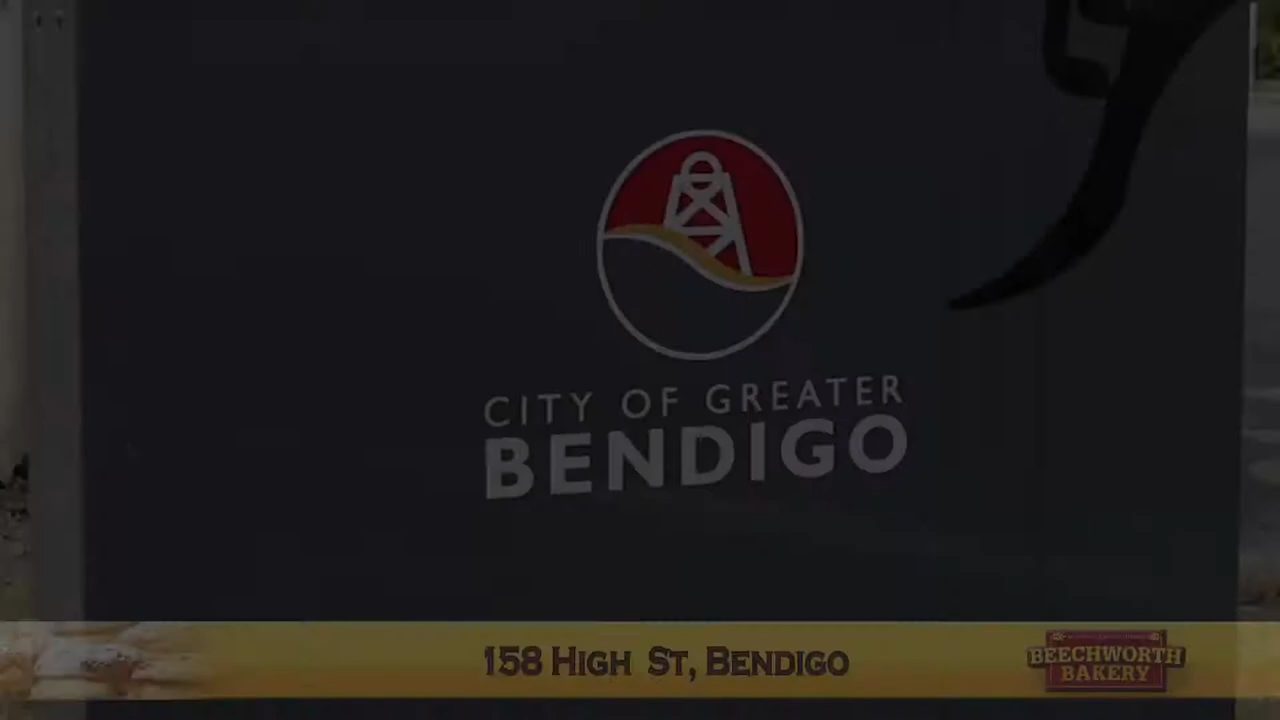 CITY OF GREATER
BENDIGO
158 HIGH ST, BENDIGO
BEECHWORTH
BAKERY